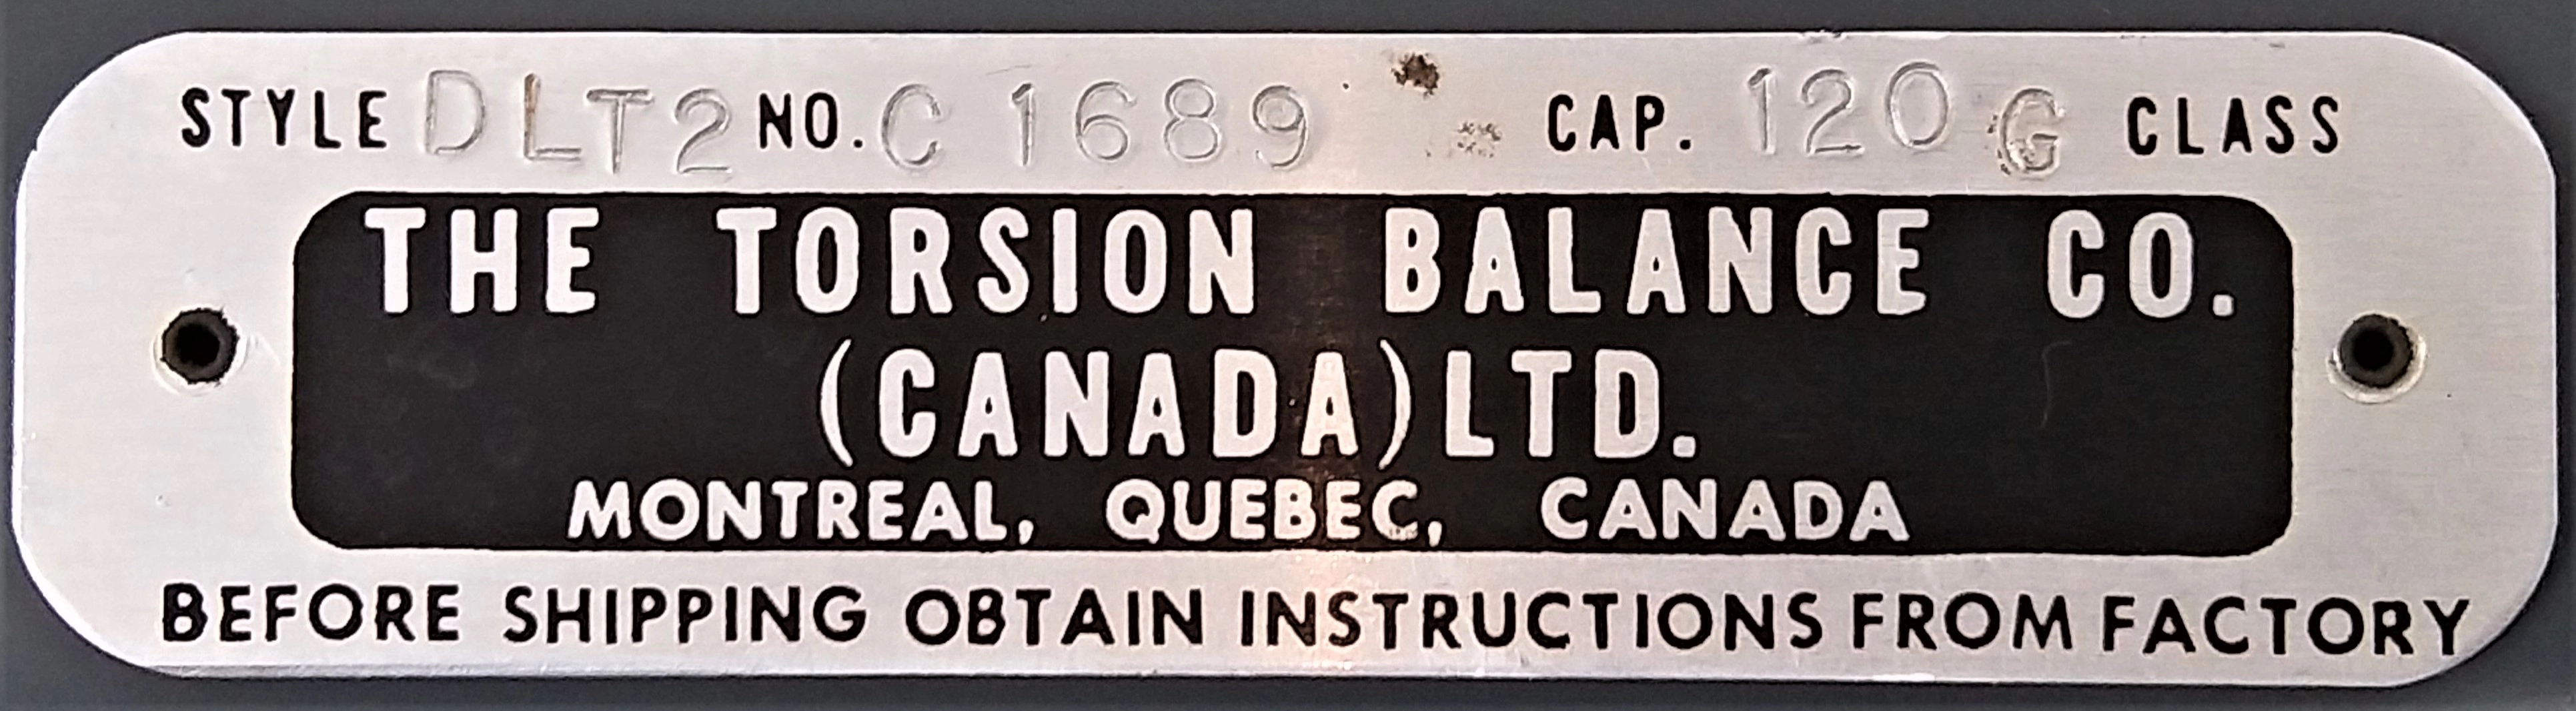 STYLE DLT2 NO. C 1689 CAP. 120 G CLASS
THE TORSION BALANCE CO.
(CANADA) LTD.
MONTREAL, QUEBEC, CANADA
BEFORE SHIPPING OBTAIN INSTRUCTIONS FROM FACTORY